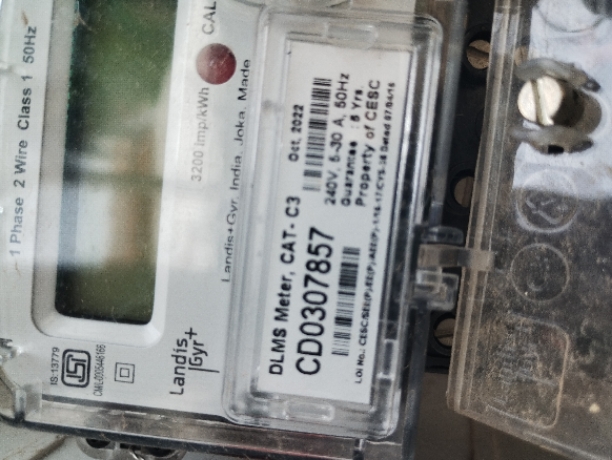 1 Phase 2 Wire Class 1 50Hz
CAL
3200 Imp/kWh
Landis+Gyr, India, Joka, Made
IS:13779
Landis
Gyr+
DLMS Meter, CAT- C3 Oct, 2022
CD0307857
240V, 5-30 A, 50Hz
Guarantee : 5 Yrs.
Property of CESC